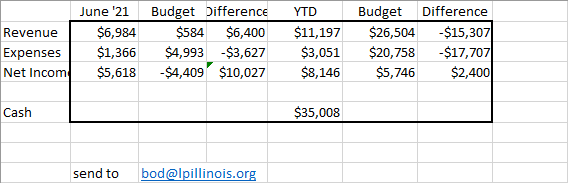 June '21 Budget Difference YTD Budget Difference
Revenue $6,984 $584 $6,400 $11,197 $26,504 -$15,307
Expenses $1,366 $4,993 -$3,627 $3,051 $20,758 -$17,707
Net Incom $5,618 -$4,409 $10,027 $8,146 $5,746 $2,400
Cash $35,008
send to bod@lpillinois.org